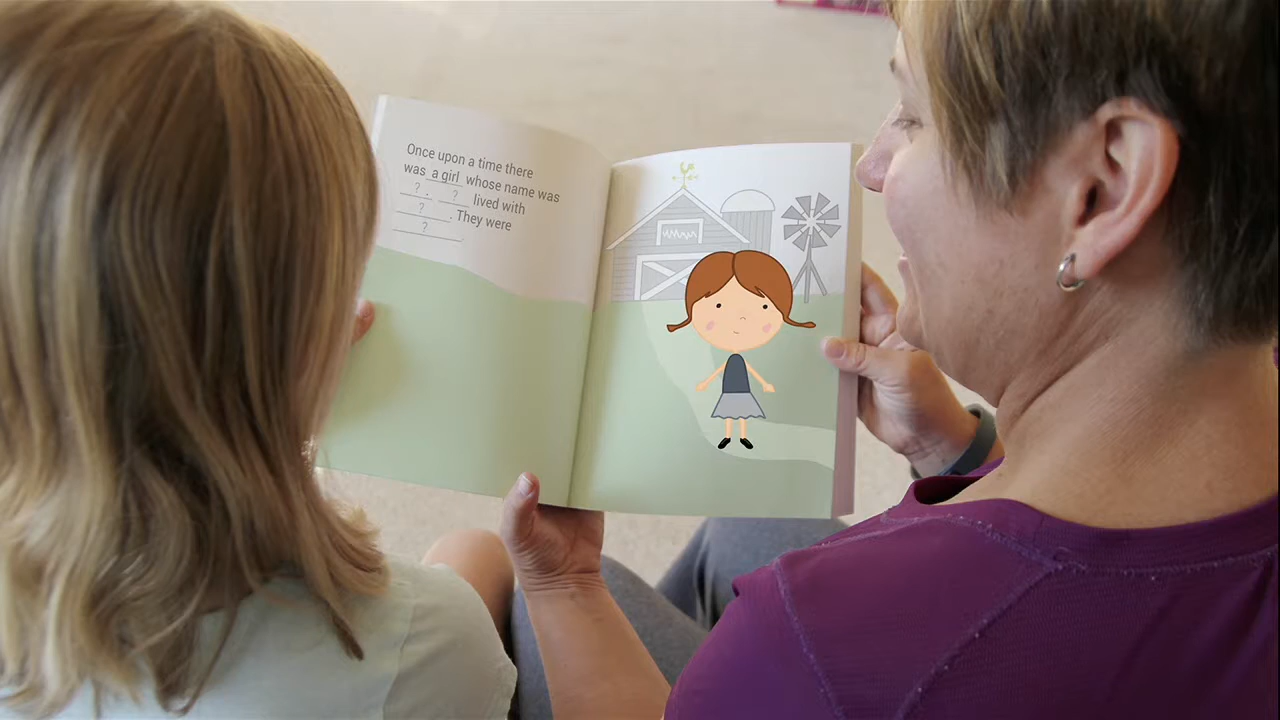 Once upon a time there
was a girl whose name was
? . ? lived with
? . They were
?